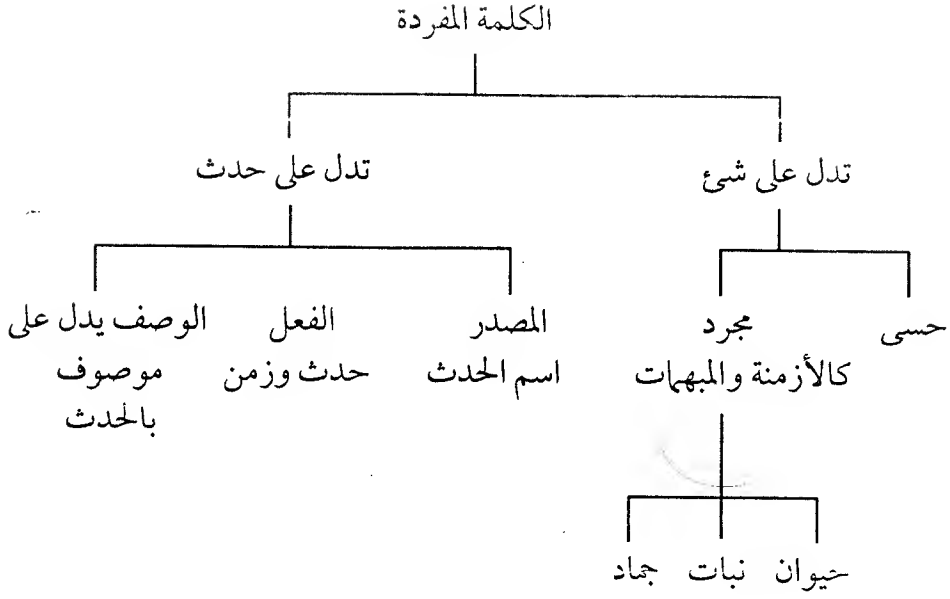 الكلمة المفردة
تدل على شئ
تدل على حدث
حسى
مجرد
كالأزمنة والمبهمات
المصدر
اسم الحدث
الفعل
حدث وزمن
الوصف يدل على
موصوف
بالحدث
حيوان
نبات
جماد